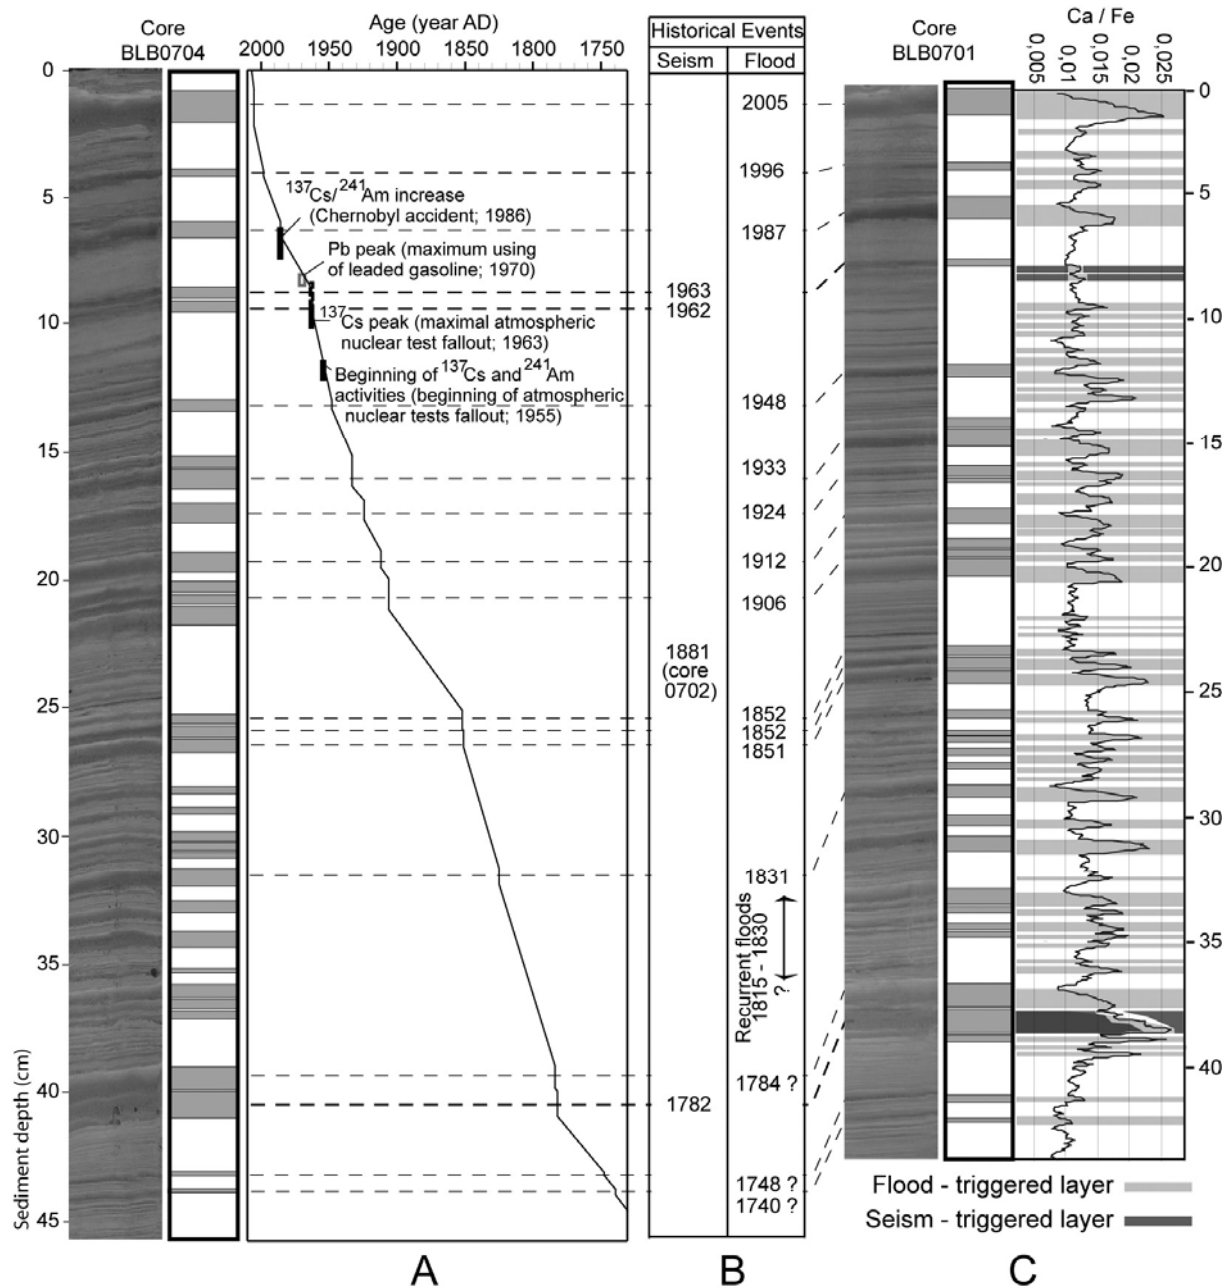 Core
BLB0704
Age (year AD)
2000 1950 1900 1850 1800 1750
Historical Events
Seism Flood
Core
BLB0701
Ca / Fe
0,005 0,01 0,015 0,02 0,025
0
5
10
15
20
25
30
35
40
45
Sediment depth (cm)
137Cs/241Am increase
(Chernobyl accident; 1986)
Pb peak (maximum using
of leaded gasoline; 1970)
137Cs peak (maximal atmospheric
nuclear test fallout; 1963)
Beginning of 137Cs and 241Am
activities (beginning of atmospheric
nuclear tests fallout; 1955)
1963
1962
1881
(core
0702)
1782
2005
1996
1987
1948
1933
1924
1912
1906
1852
1852
1851
1831
Recurrent floods
1815 - 1830
?
1784 ?
1748 ?
1740 ?
0
5
10
15
20
25
30
35
40
Flood - triggered layer
Seism - triggered layer
A B C